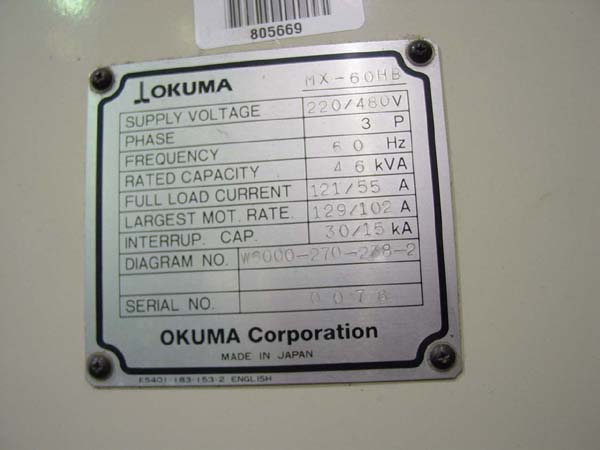 805669
OKUMA MX-60HB
SUPPLY VOLTAGE 220/480V
PHASE 3 P
FREQUENCY 60 Hz
RATED CAPACITY 46 kVA
FULL LOAD CURRENT 121/55 A
LARGEST MOT. RATE. 129/102 A
INTERRUP. CAP. 30/15 kA
DIAGRAM NO.
SERIAL NO.
OKUMA Corporation
MADE IN JAPAN
E5401-183-153-2 ENGLISH